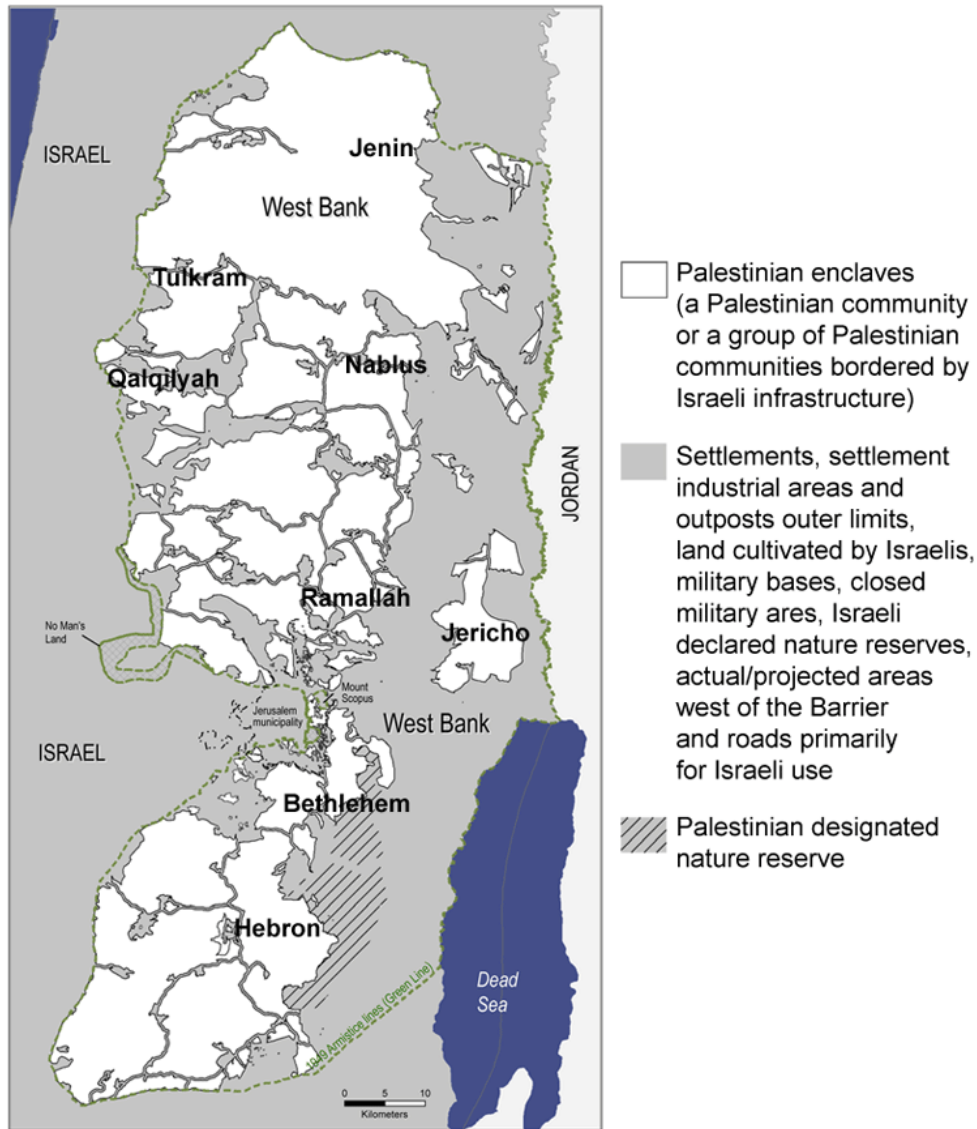 ISRAEL
Jenin
West Bank
Tulkram
Nablus
Qalqilyah
JORDAN
Ramallah
No Man's
Land
Jericho
Mount
Scopus
Jerusalem
municipality
West Bank
ISRAEL
Bethlehem
Hebron
Dead
Sea
1949 Armistice lines (Green Line)
0 5 10
Kilometers
Palestinian enclaves
(a Palestinian community
or a group of Palestinian
communities bordered by
Israeli infrastructure)
Settlements, settlement
industrial areas and
outposts outer limits,
land cultivated by Israelis,
military bases, closed
military ares, Israeli
declared nature reserves,
actual/projected areas
west of the Barrier
and roads primarily
for Israeli use
Palestinian designated
nature reserve